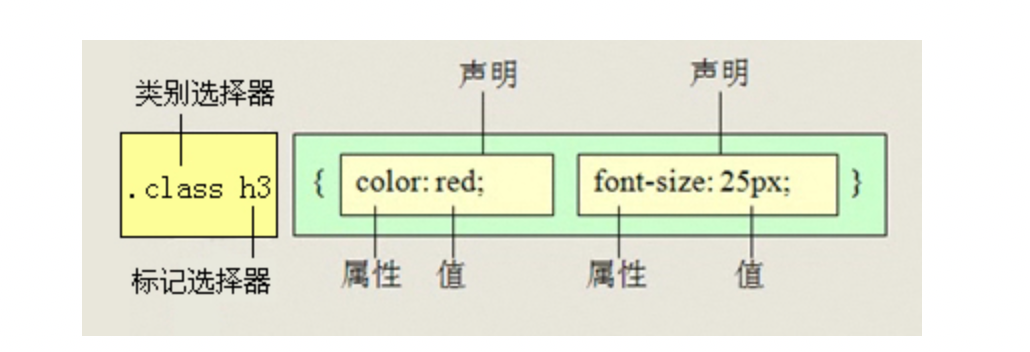 声明 声明
类别选择器
.class h3 { color: red; font-size: 25px; }
标记选择器 属性 值 属性 值